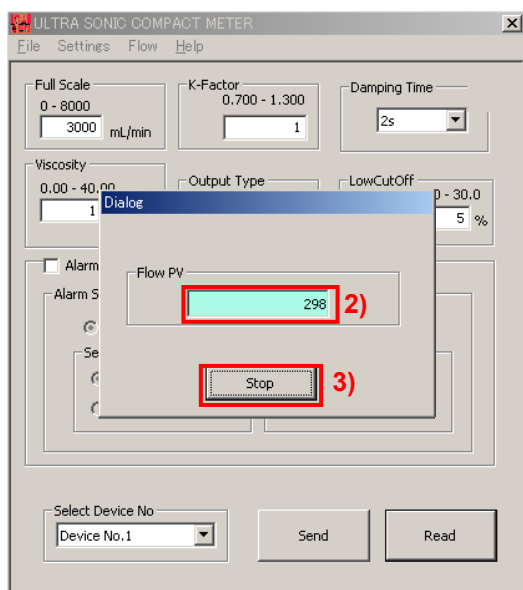 ULTRA SONIC COMPACT METER
File Settings Flow Help
Full Scale
0 - 8000
3000 mL/min
K-Factor
0.700 - 1.300
1
Damping Time
2s
Viscosity
0.00 - 40.00
1
Output Type
LowCutOff
0 - 30.0
5 %
Dialog
Flow PV
298
2)
Stop
3)
Alarm
Alarm S
Se
Select Device No
Device No.1
Send
Read